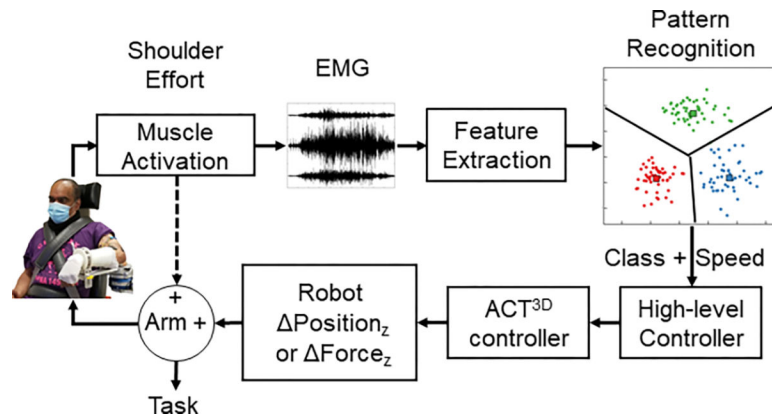 Shoulder
Effort
EMG
Pattern
Recognition
Muscle
Activation
Feature
Extraction
Class + Speed
+
Arm +
Robot
ΔPosition_z
or ΔForce_z
ACT^3D
controller
High-level
Controller
Task